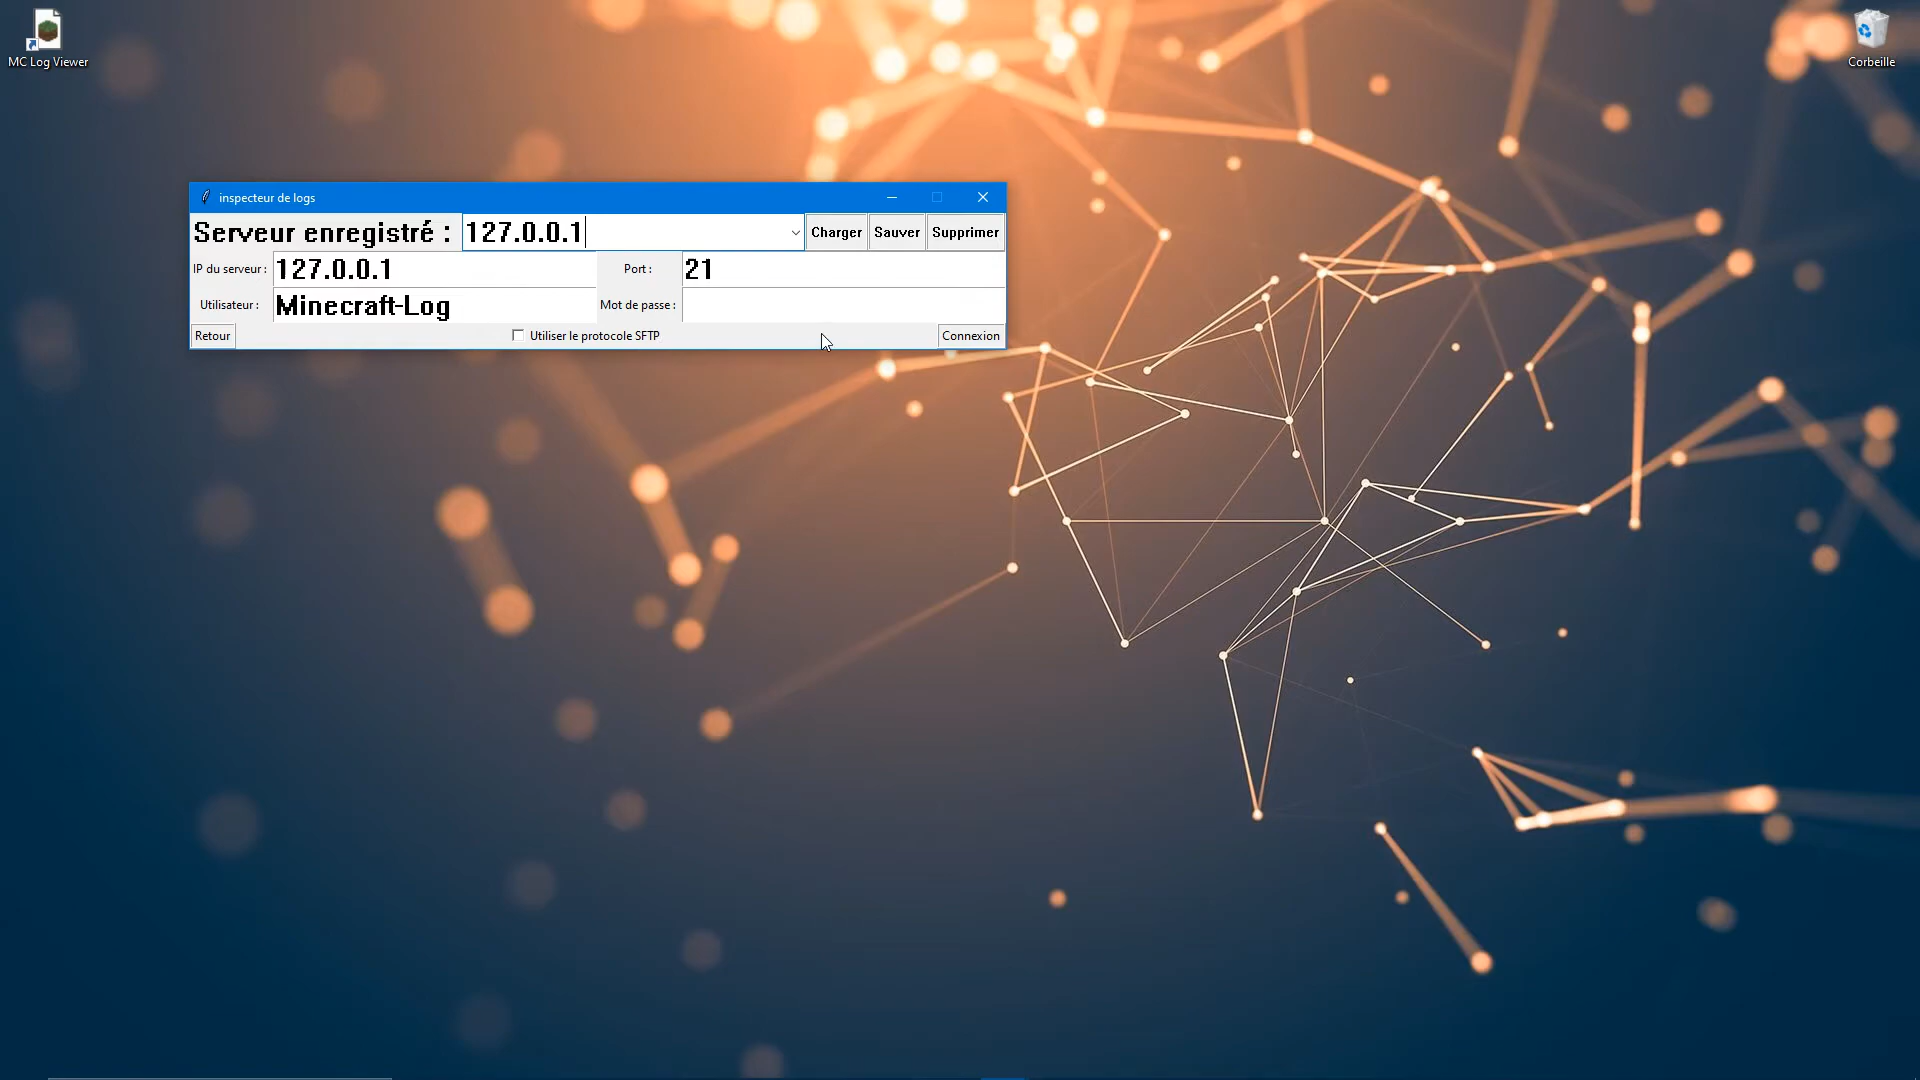 MC Log Viewer
Corbeille
inspecteur de logs
Serveur enregistré : 127.0.0.1 Charger Sauver Supprimer
IP du serveur : 127.0.0.1 Port : 21
Utilisateur : Minecraft-Log Mot de passe :
Retour Utiliser le protocole SFTP Connexion